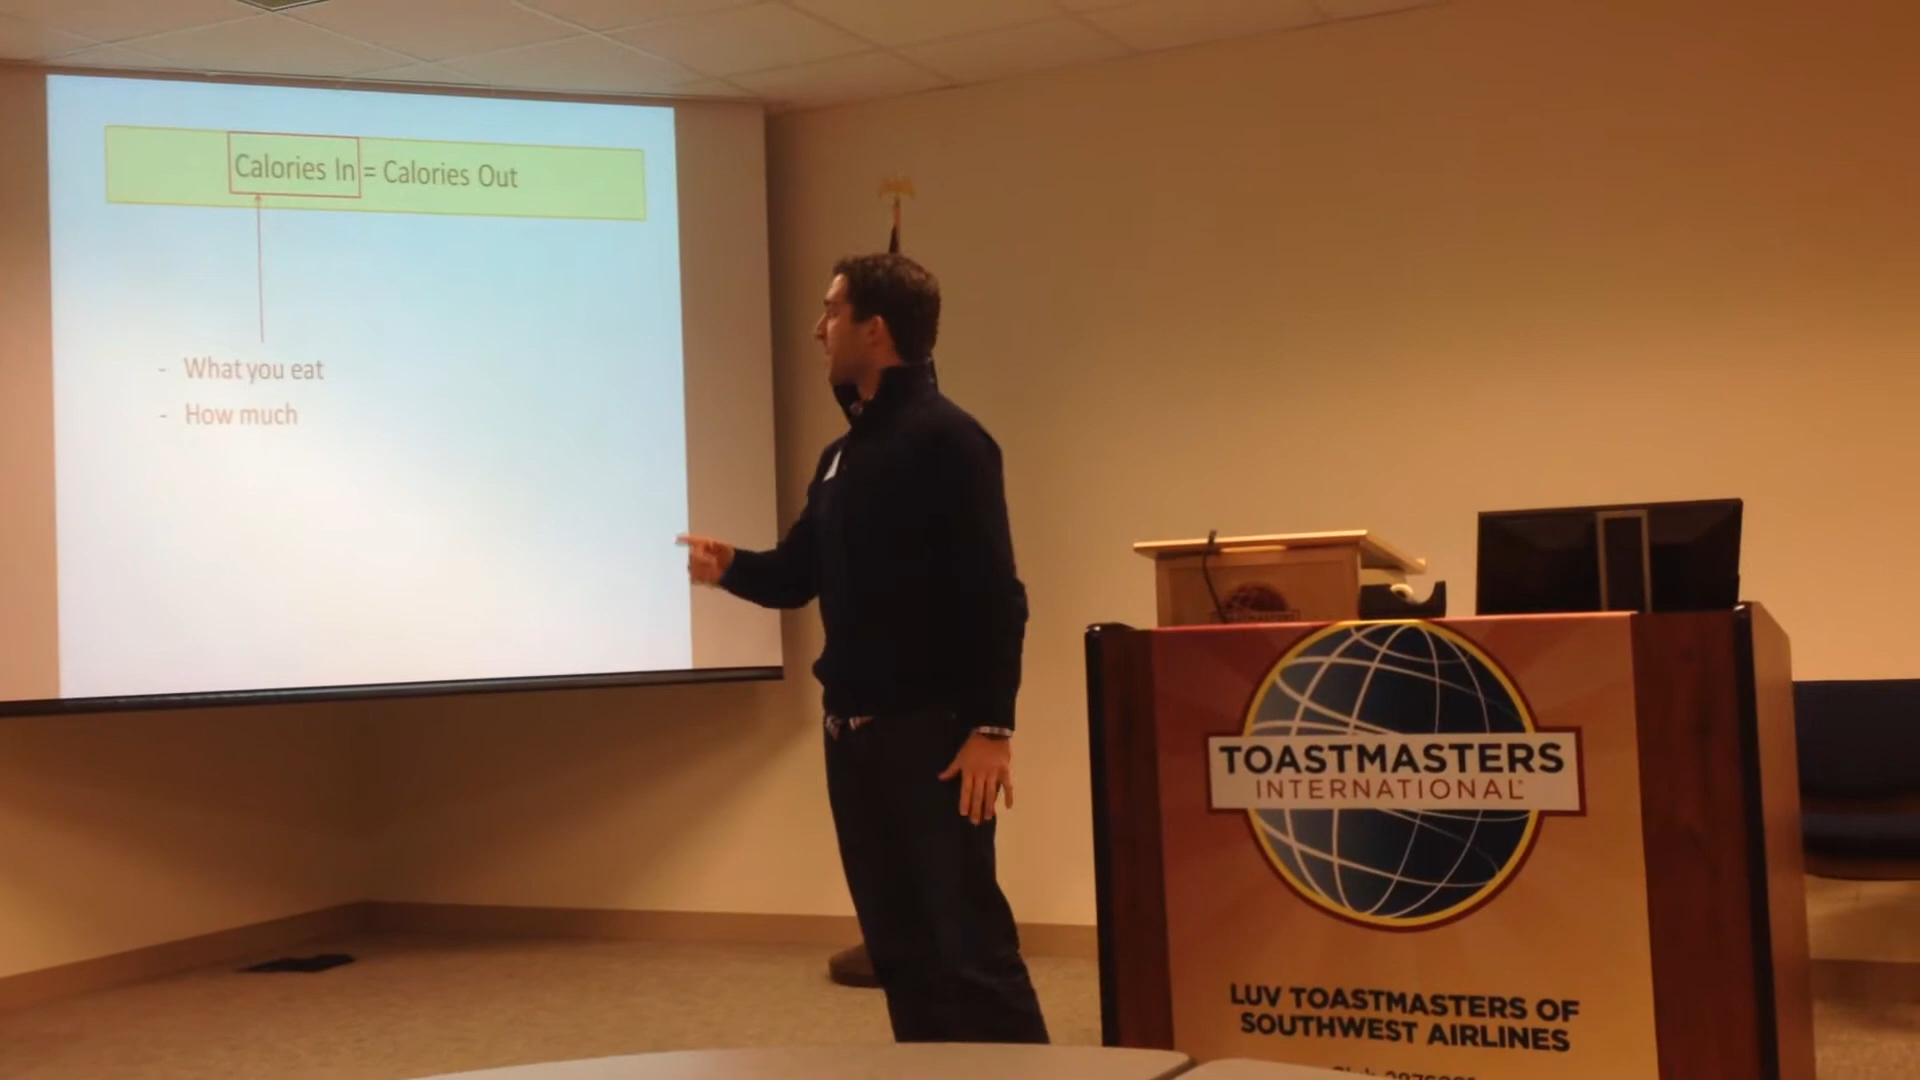 Calories In = Calories Out
- What you eat
- How much
TOASTMASTERS
INTERNATIONAL
LUV TOASTMASTERS OF
SOUTHWEST AIRLINES